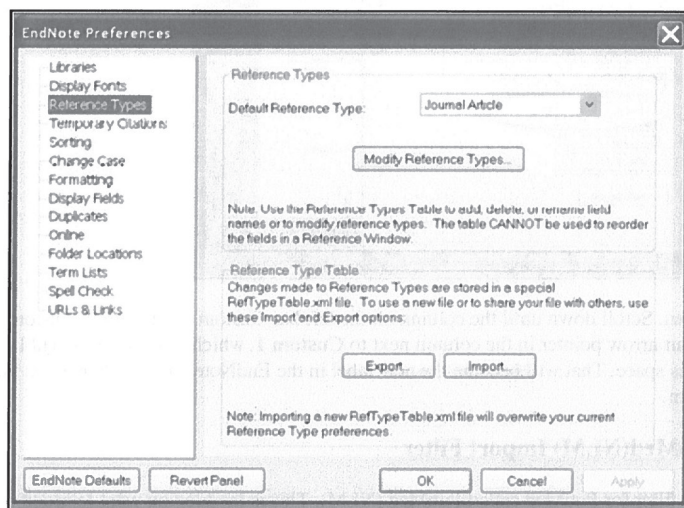 EndNote Preferences
Libraries
Display Fonts
Reference Types
Temporary Citations
Sorting
Change Case
Formatting
Display Fields
Duplicates
Online
Folder Locations
Term Lists
Spell Check
URLs & Links
Reference Types
Default Reference Type:
Journal Article
Modify Reference Types...
Note: Use the Reference Types Table to add, delete, or rename field
names or to modify reference types. The table CANNOT be used to reorder
the fields in a Reference Window.
Reference Type Table
Changes made to Reference Types are stored in a special
RefTypeTable.xml file. To use a new file or to share your file with others, use
these Import and Export options:
Export...
Import...
Note: Importing a new RefTypeTable.xml file will overwrite your current
Reference Type preferences.
EndNote Defaults
Revert Panel
OK
Cancel
Apply